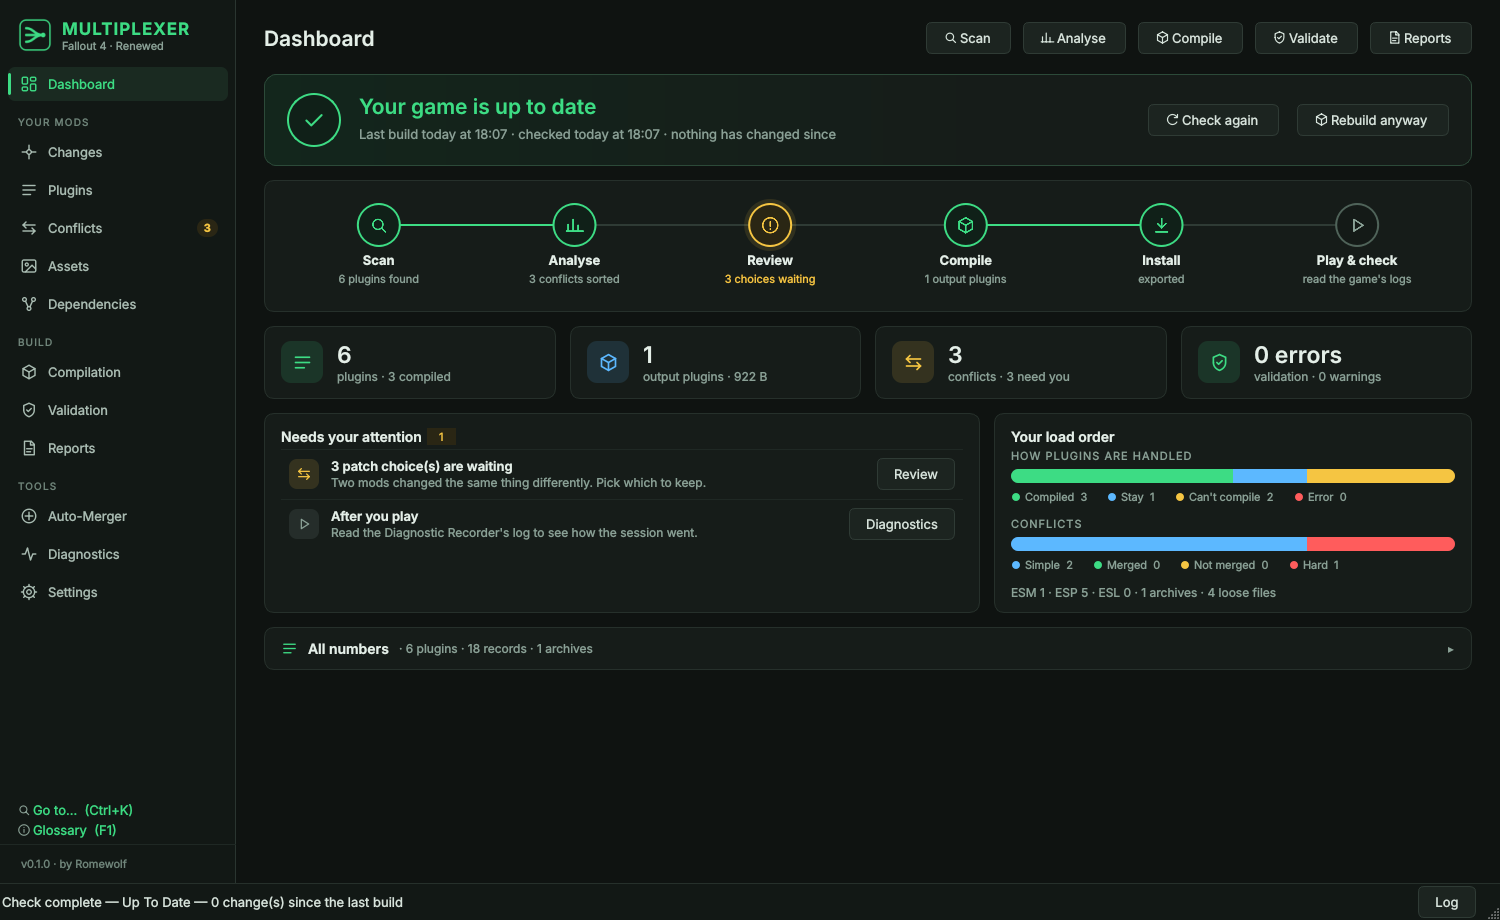 MULTIPLEXER
Fallout 4 · Renewed
Dashboard
YOUR MODS
Changes
Plugins
Conflicts 3
Assets
Dependencies
BUILD
Compilation
Validation
Reports
TOOLS
Auto-Merger
Diagnostics
Settings
Go to... (Ctrl+K)
Glossary (F1)
v0.1.0 · by Romewolf
Dashboard
Scan Analyse Compile Validate Reports
Your game is up to date
Last build today at 18:07 · checked today at 18:07 · nothing has changed since
Check again Rebuild anyway
Scan
6 plugins found
Analyse
3 conflicts sorted
Review
3 choices waiting
Compile
1 output plugins
Install
exported
Play & check
read the game's logs
6
plugins · 3 compiled
1
output plugins · 922 B
3
conflicts · 3 need you
0 errors
validation · 0 warnings
Needs your attention 1
3 patch choice(s) are waiting
Two mods changed the same thing differently. Pick which to keep.
Review
After you play
Read the Diagnostic Recorder's log to see how the session went.
Diagnostics
Your load order
HOW PLUGINS ARE HANDLED
Compiled 3 Stay 1 Can't compile 2 Error 0
CONFLICTS
Simple 2 Merged 0 Not merged 0 Hard 1
ESM 1 · ESP 5 · ESL 0 · 1 archives · 4 loose files
All numbers · 6 plugins · 18 records · 1 archives
Check complete — Up To Date — 0 change(s) since the last build
Log